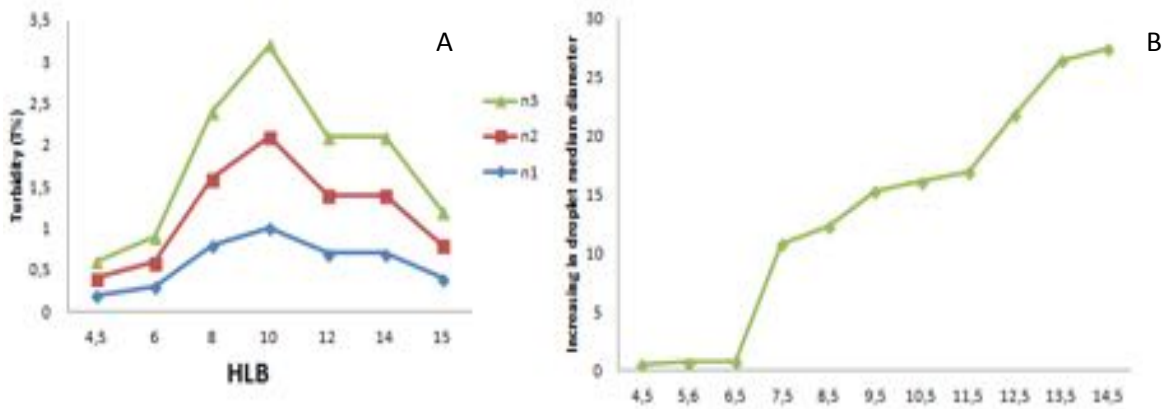 A
3,5
3
2,5
2
1,5
1
0,5
0
Turbidity (T%)
4,5 6 8 10 12 14 15
HLB
n3
n2
n1
B
30
25
20
15
10
5
0
Increasing in droplet medium diameter
4,5 5,6 6,5 7,5 8,5 9,5 10,5 11,5 12,5 13,5 14,5